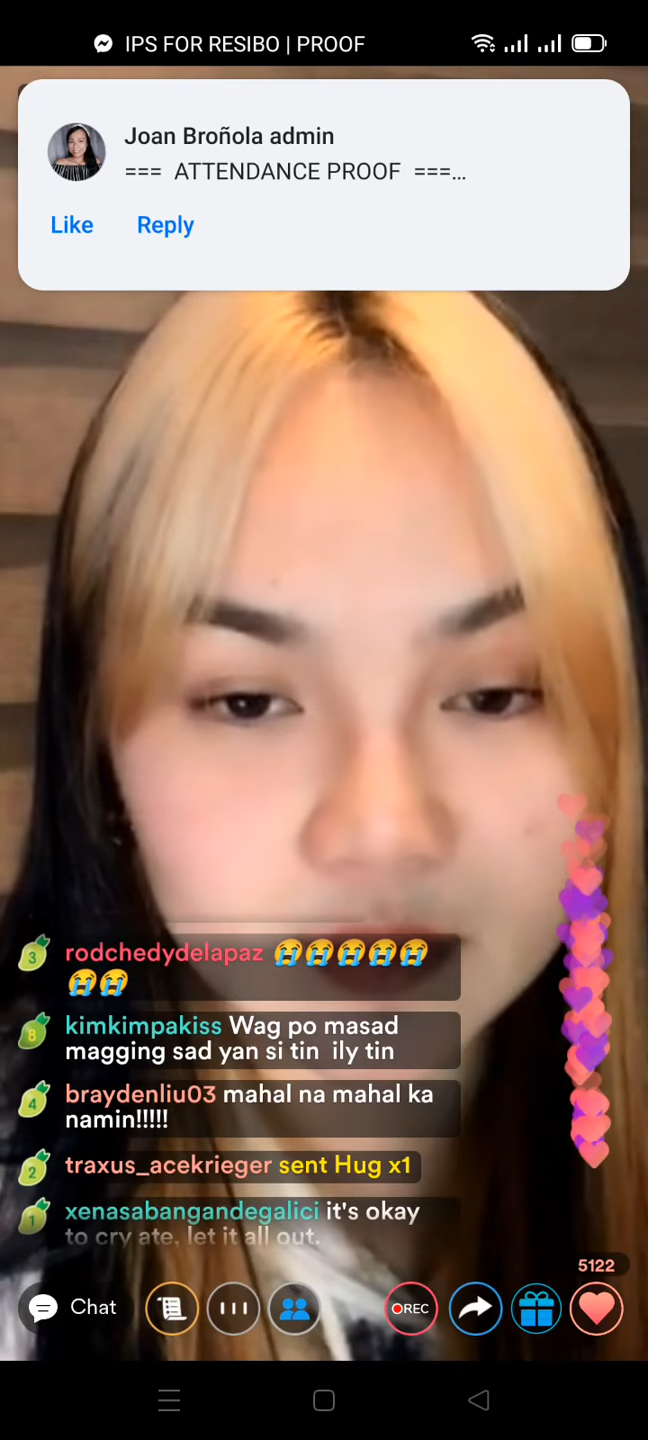 IPS FOR RESIBO | PROOF
Joan Broñola admin
=== ATTENDANCE PROOF ===...
Like Reply
3 rodchedydelapaz 😭😭😭😭😭
😭😭
8 kimkimpakiss Wag po masad
magging sad yan si tin ily tin
4 braydenliu03 mahal na mahal ka
namin!!!!!
2 traxus_acekrieger sent Hug x1
1 xenasabangandegalici it's okay
to cry ate, let it all out.
5122
Chat REC